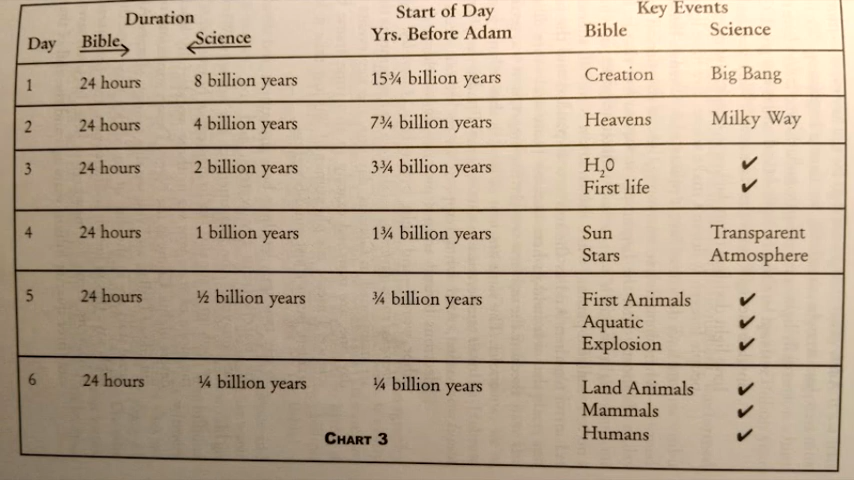 Duration Start of Day Key Events
Day Bible Science Yrs. Before Adam Bible Science
1 24 hours 8 billion years 15¾ billion years Creation Big Bang
2 24 hours 4 billion years 7¾ billion years Heavens Milky Way
3 24 hours 2 billion years 3¾ billion years H₂0 ✔
First life ✔
4 24 hours 1 billion years 1¾ billion years Sun Transparent
Stars Atmosphere
5 24 hours ½ billion years ¾ billion years First Animals ✔
Aquatic ✔
Explosion ✔
6 24 hours ¼ billion years ¼ billion years Land Animals ✔
Mammals ✔
Humans ✔
CHART 3